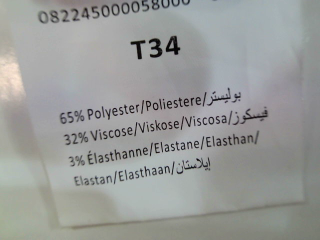 082245000058000
T34
65% Polyester/Poliestere/بوليستر
32% Viscose/Viskose/Viscosa/فيسكوز
3% Élasthanne/Elastane/Elasthan/
Elastan/Elasthaan/إيلاستان